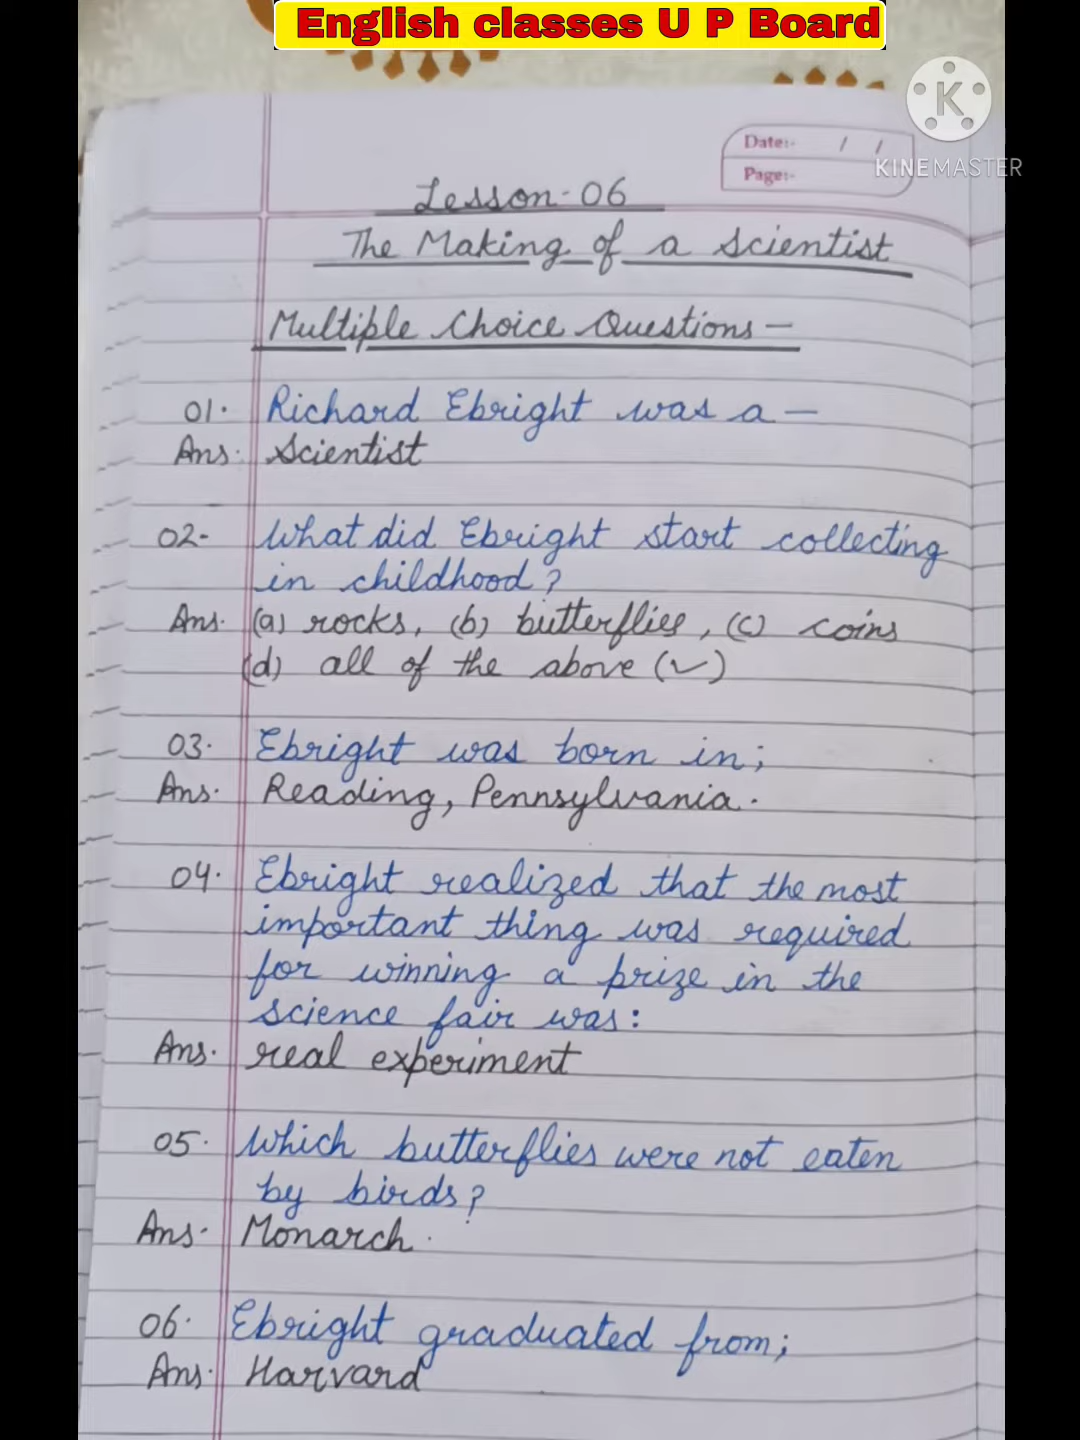 English classes U P Board
K
KINEMASTER
Date:- / /
Page:-
Lesson-06
The Making of a Scientist
Multiple Choice Questions-
01. Richard Ebright was a -
Ans. Scientist
02- What did Ebright start collecting
in childhood?
Ans. (a) rocks, (b) butterflies, (c) coins
(d) all of the above (✓)
03. Ebright was born in;
Ans. Reading, Pennsylvania.
04. Ebright realized that the most
important thing was required
for winning a prize in the
science fair was:
Ans. real experiment
05. Which butterflies were not eaten
by birds?
Ans. Monarch.
06. Ebright graduated from;
Ans. Harvard